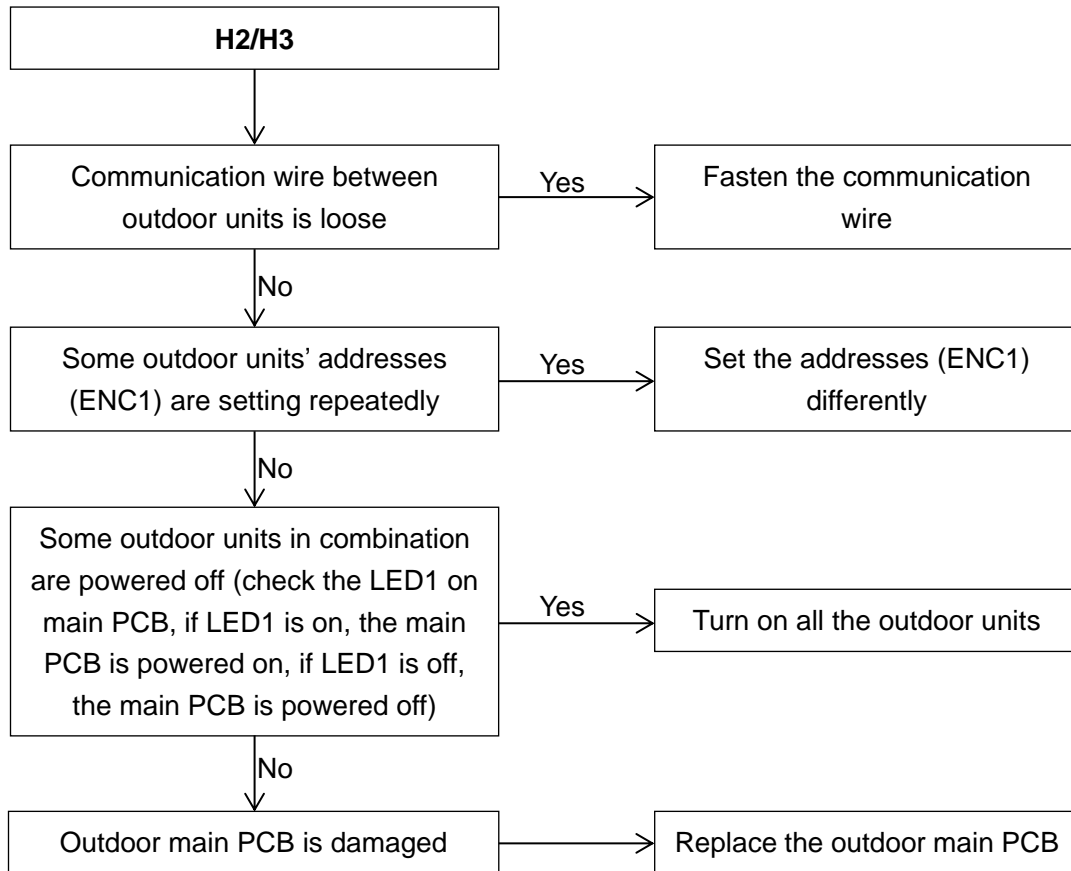 H2/H3
Communication wire between
outdoor units is loose
Yes
Fasten the communication
wire
No
Some outdoor units’ addresses
(ENC1) are setting repeatedly
Yes
Set the addresses (ENC1)
differently
No
Some outdoor units in combination
are powered off (check the LED1 on
main PCB, if LED1 is on, the main
PCB is powered on, if LED1 is off,
the main PCB is powered off)
Yes
Turn on all the outdoor units
No
Outdoor main PCB is damaged
Replace the outdoor main PCB